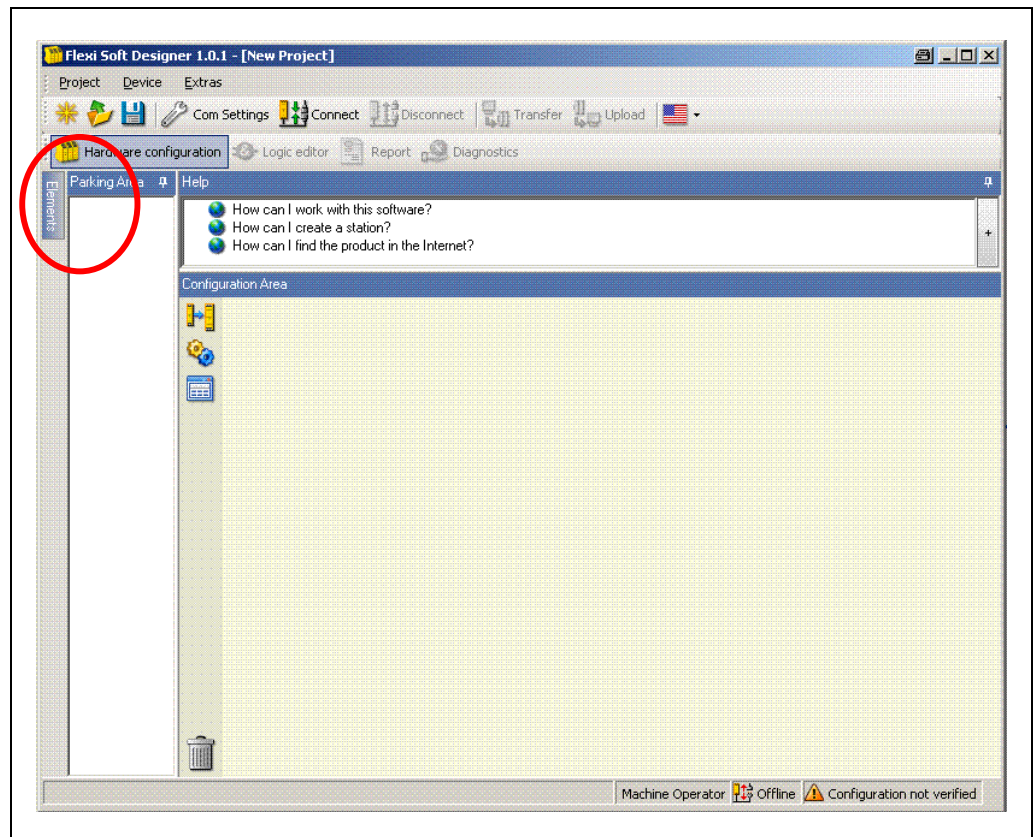 Flexi Soft Designer 1.0.1 - [New Project]
Project Device Extras
Com Settings Connect Disconnect Transfer Upload
Hardware configuration Logic editor Report Diagnostics
Elements
Parking Area Help
How can I work with this software?
How can I create a station?
How can I find the product in the Internet?
+
Configuration Area
Machine Operator Offline Configuration not verified